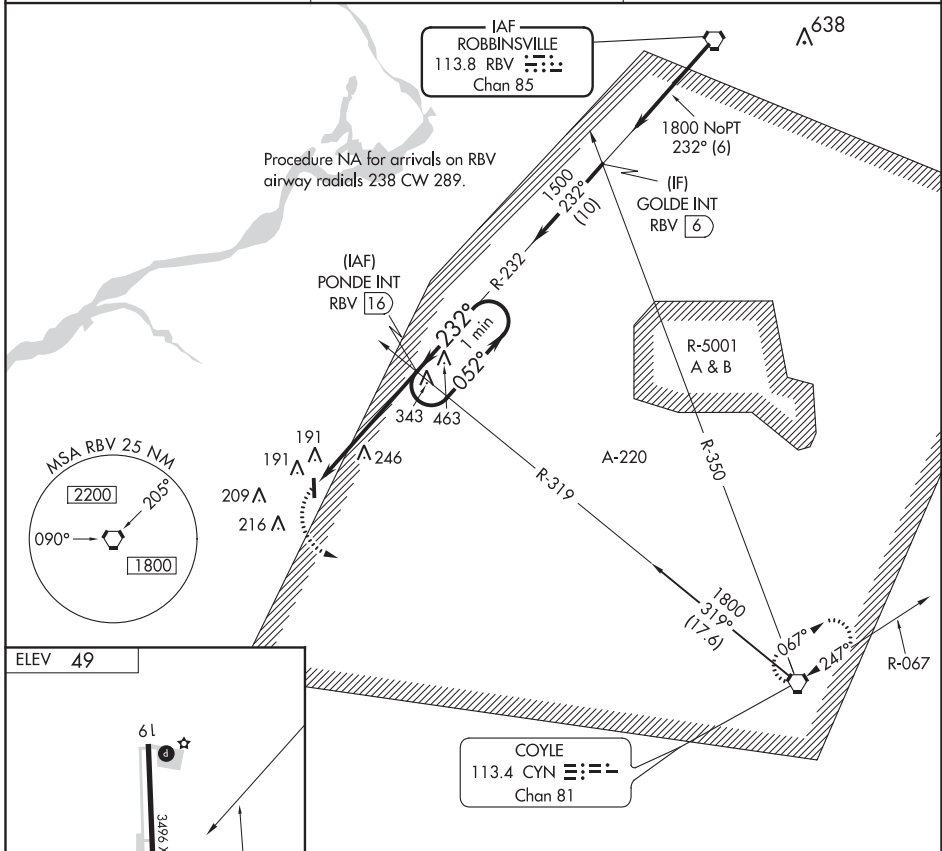 638
IAF
ROBBINSVILLE
113.8 RBV
Chan 85
1800 NoPT
232° (6)
Procedure NA for arrivals on RBV
airway radials 238 CW 289.
1500
232°
(10)
(IF)
GOLDE INT
RBV 6
R-232
(IAF)
PONDE INT
RBV 16
232°
1 min
052°
R-5001
A & B
343 463
191
191
246
A-220
R-319
R-350
209
216
MSA RBV 25 NM
2200
205°
090°
1800
1800
319°
(17.6)
067°
247°
R-067
ELEV 49
19
3496 X
P
COYLE
113.4 CYN
Chan 81